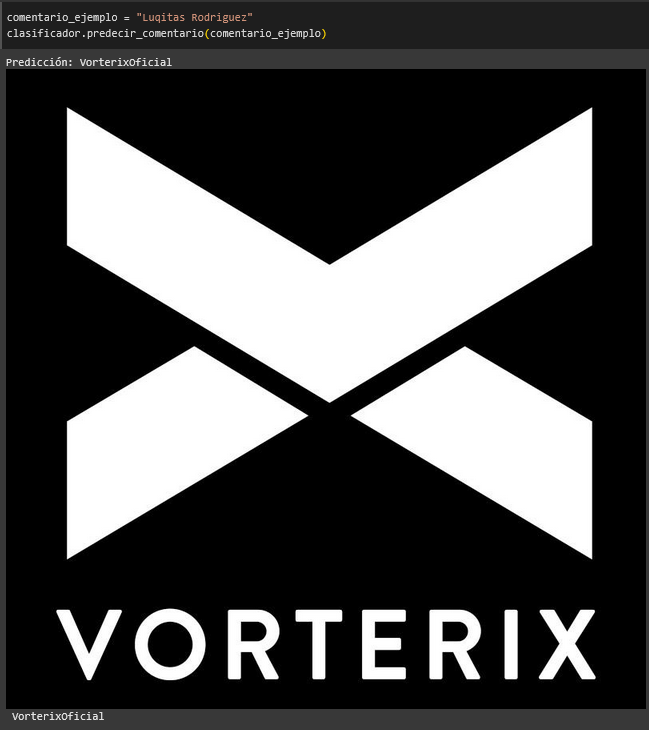 comentario_ejemplo = "Luqitas Rodriguez"
clasificador.predecir_comentario(comentario_ejemplo)
Predicción: VorterixOficial
VORTERIX
VorterixOficial